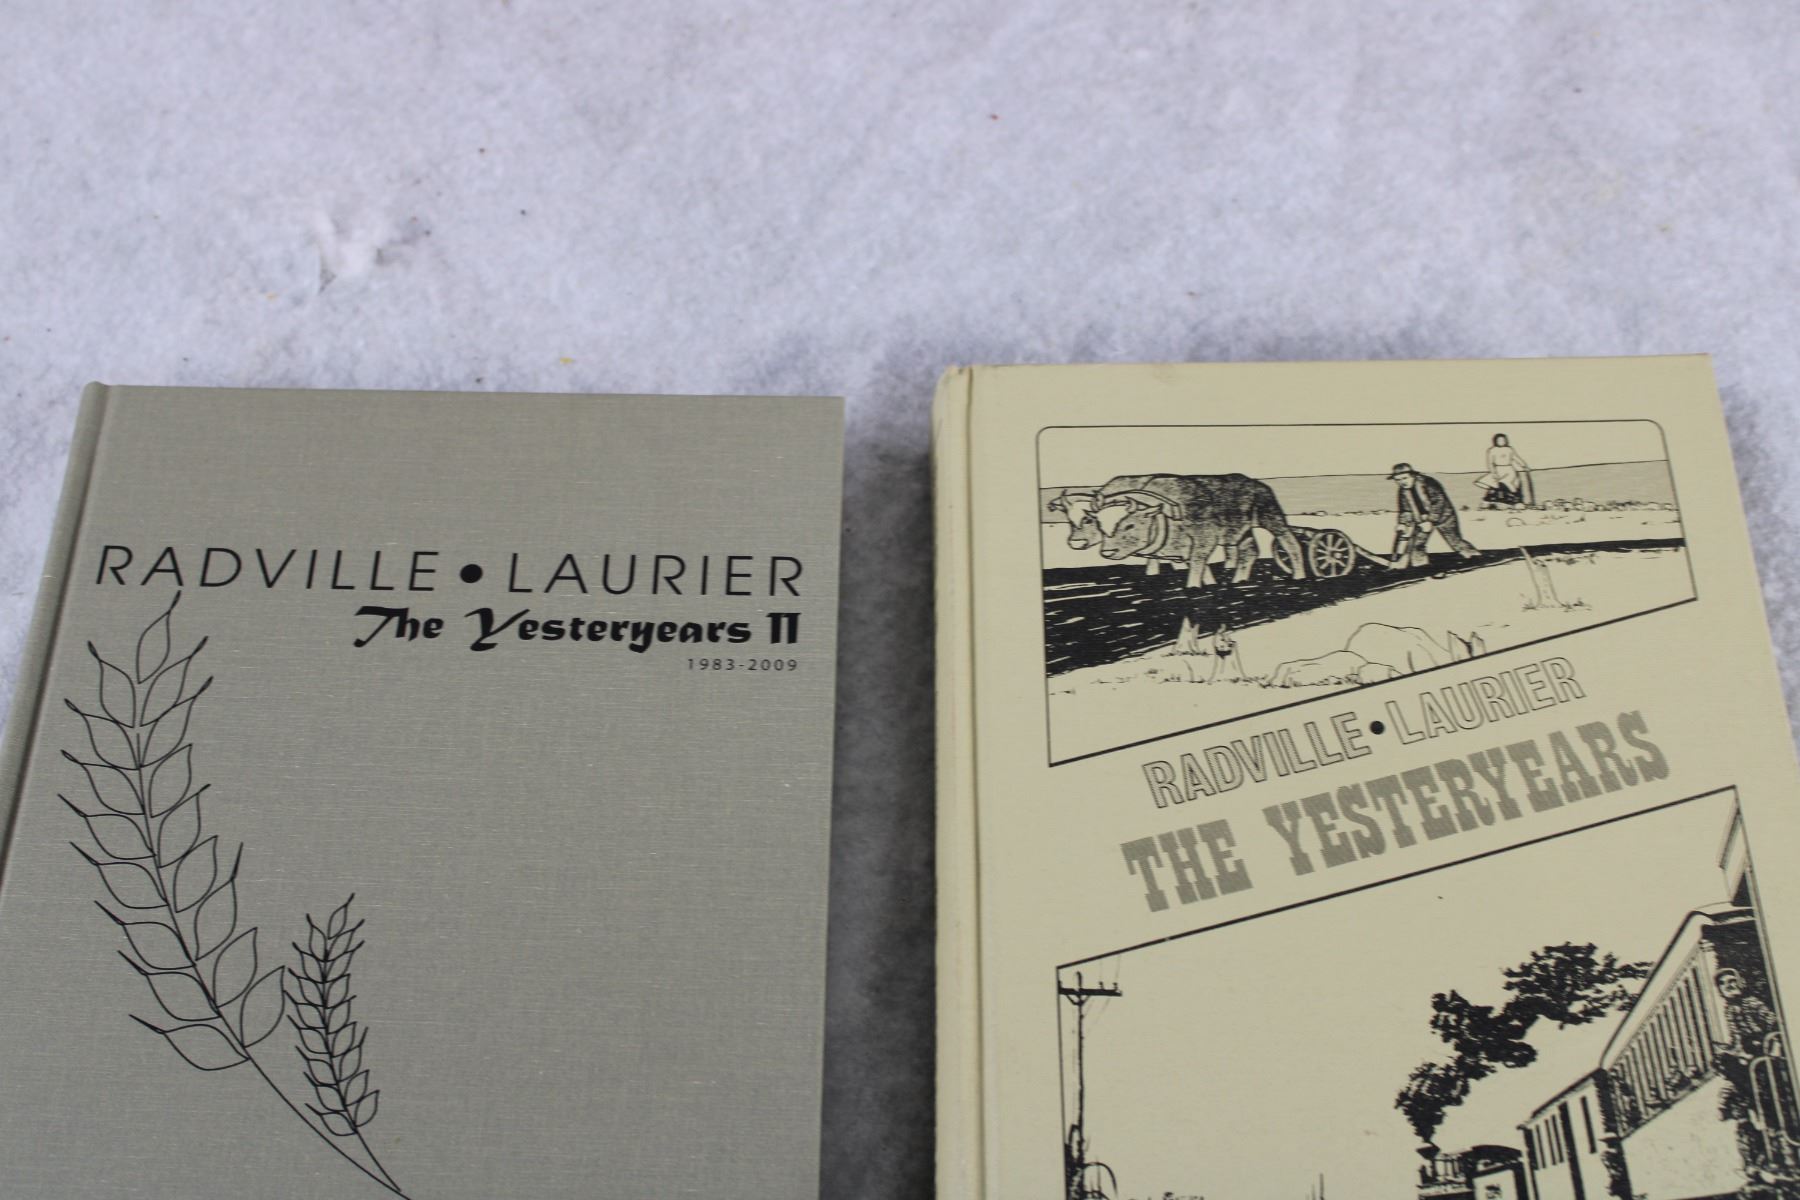 RADVILLE • LAURIER
The Yesteryears II
1983-2009
RADVILLE • LAURIER
THE YESTERYEARS